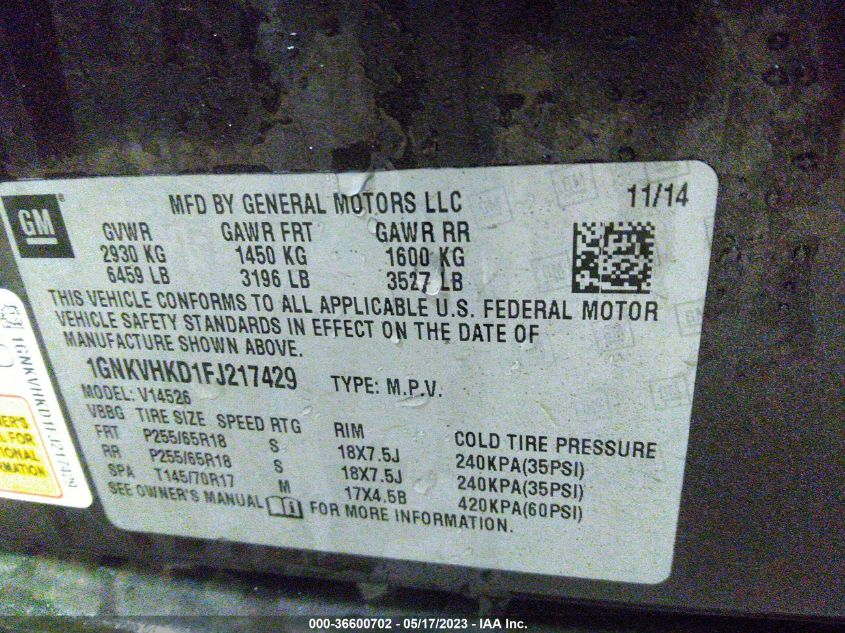 GM
MFD BY GENERAL MOTORS LLC 11/14
GVWR GAWR FRT GAWR RR
2930 KG 1450 KG 1600 KG
6459 LB 3196 LB 3527 LB
THIS VEHICLE CONFORMS TO ALL APPLICABLE U.S. FEDERAL MOTOR
VEHICLE SAFETY STANDARDS IN EFFECT ON THE DATE OF
MANUFACTURE SHOWN ABOVE.
1GNKVHKD1FJ217429 TYPE: M.P.V.
MODEL: V14526
VBBG TIRE SIZE SPEED RTG RIM COLD TIRE PRESSURE
FRT P255/65R18 S 18X7.5J 240KPA(35PSI)
RR P255/65R18 S 18X7.5J 240KPA(35PSI)
SPA T145/70R17 M 17X4.5B 420KPA(60PSI)
SEE OWNER'S MANUAL FOR MORE INFORMATION.
1GNKVHKD1FJ217429
FOR
MATION
000-36600702 - 05/17/2023 - IAA Inc.